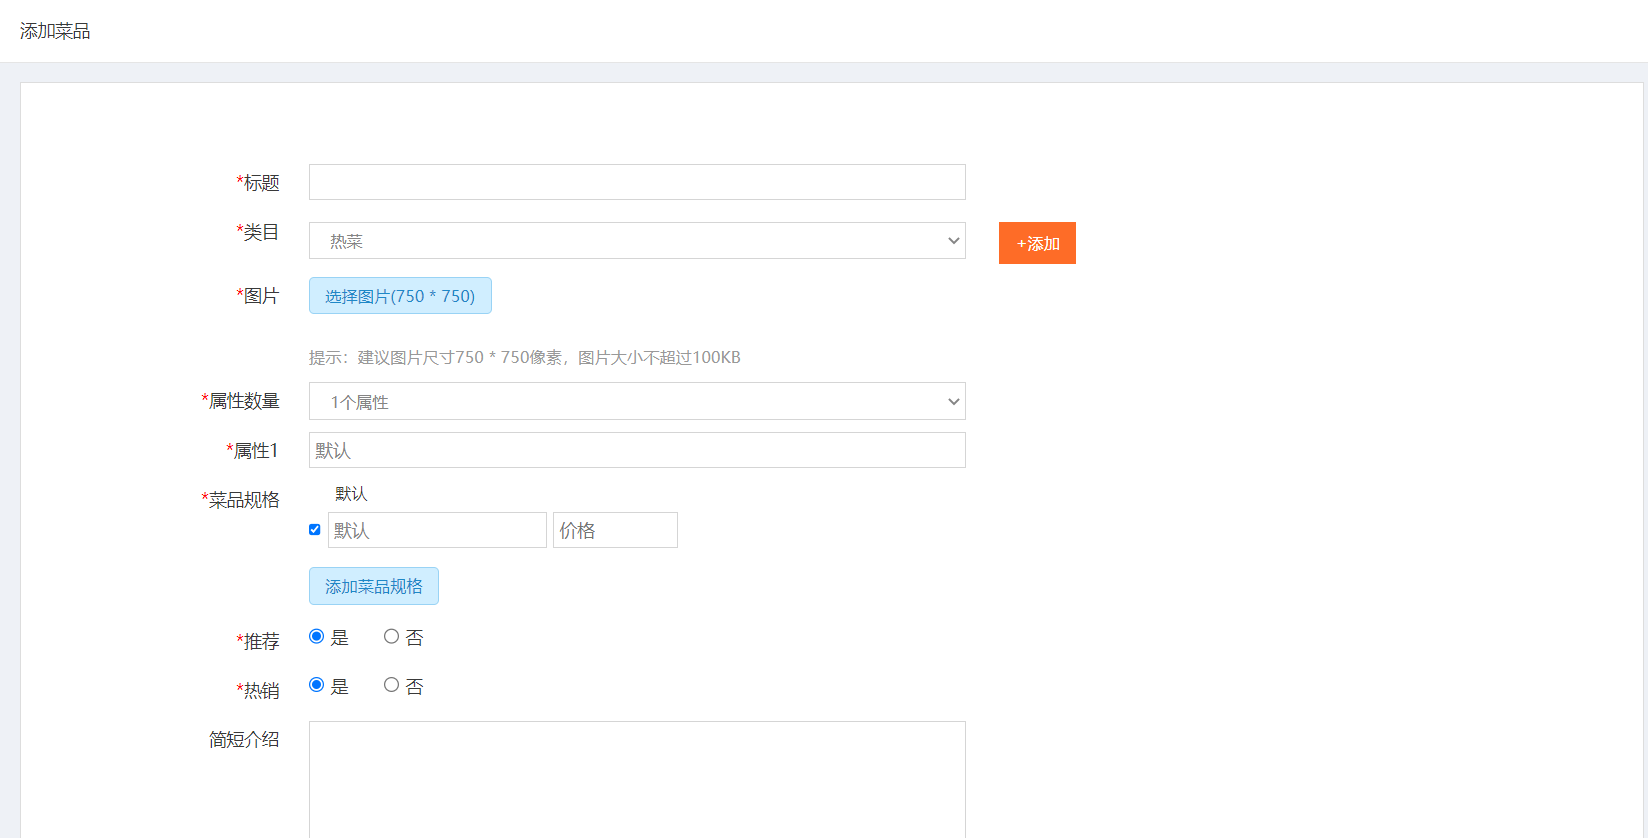 添加菜品
*标题
*类目 热菜 +添加
*图片 选择图片(750 * 750)
提示：建议图片尺寸750 * 750像素，图片大小不超过100KB
*属性数量 1个属性
*属性1 默认
*菜品规格 默认
默认 价格
添加菜品规格
*推荐 是 否
*热销 是 否
简短介绍